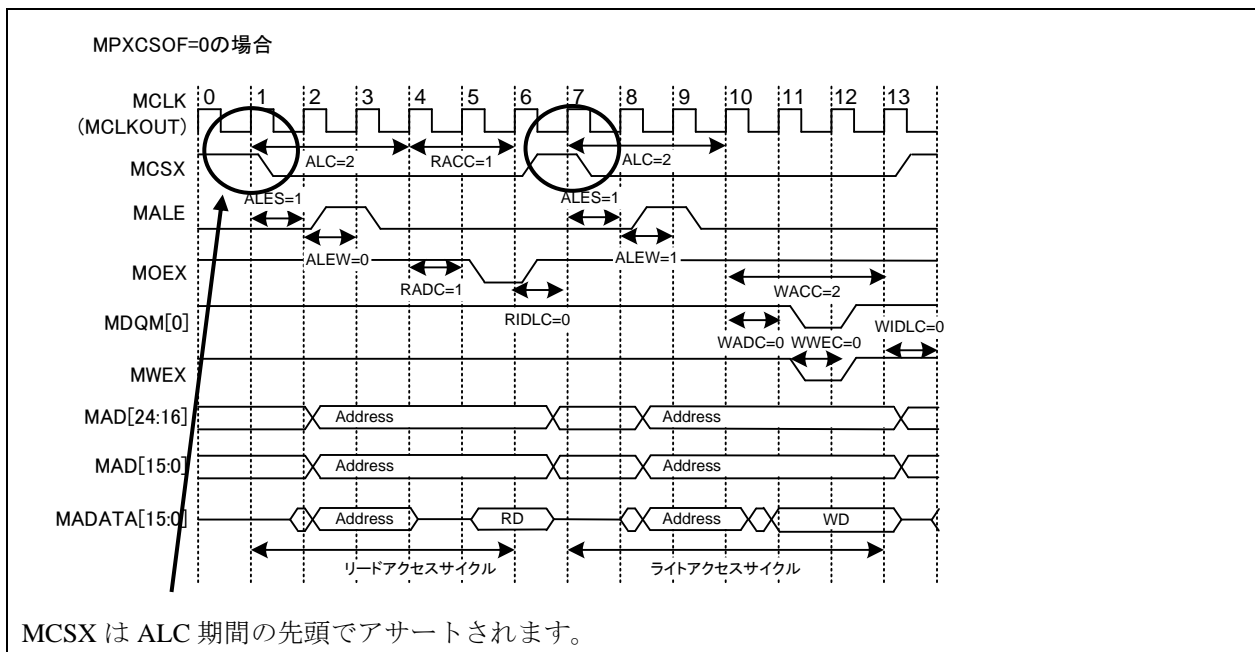 MPXCSOF=0の場合
MCLK 0 1 2 3 4 5 6 7 8 9 10 11 12 13
(MCLKOUT)
ALC=2 RACC=1 ALC=2
MCSX
ALES=1 ALES=1
MALE
ALEW=0 ALEW=1
MOEX
RADC=1 WACC=2
RIDLC=0
MDQM[0] WIDLC=0
WADC=0 WWEC=0
MWEX
MAD[24:16] Address Address
MAD[15:0] Address Address
MADATA[15:0] Address RD Address WD
リードアクセスサイクル ライトアクセスサイクル
MCSX は ALC 期間の先頭でアサートされます。